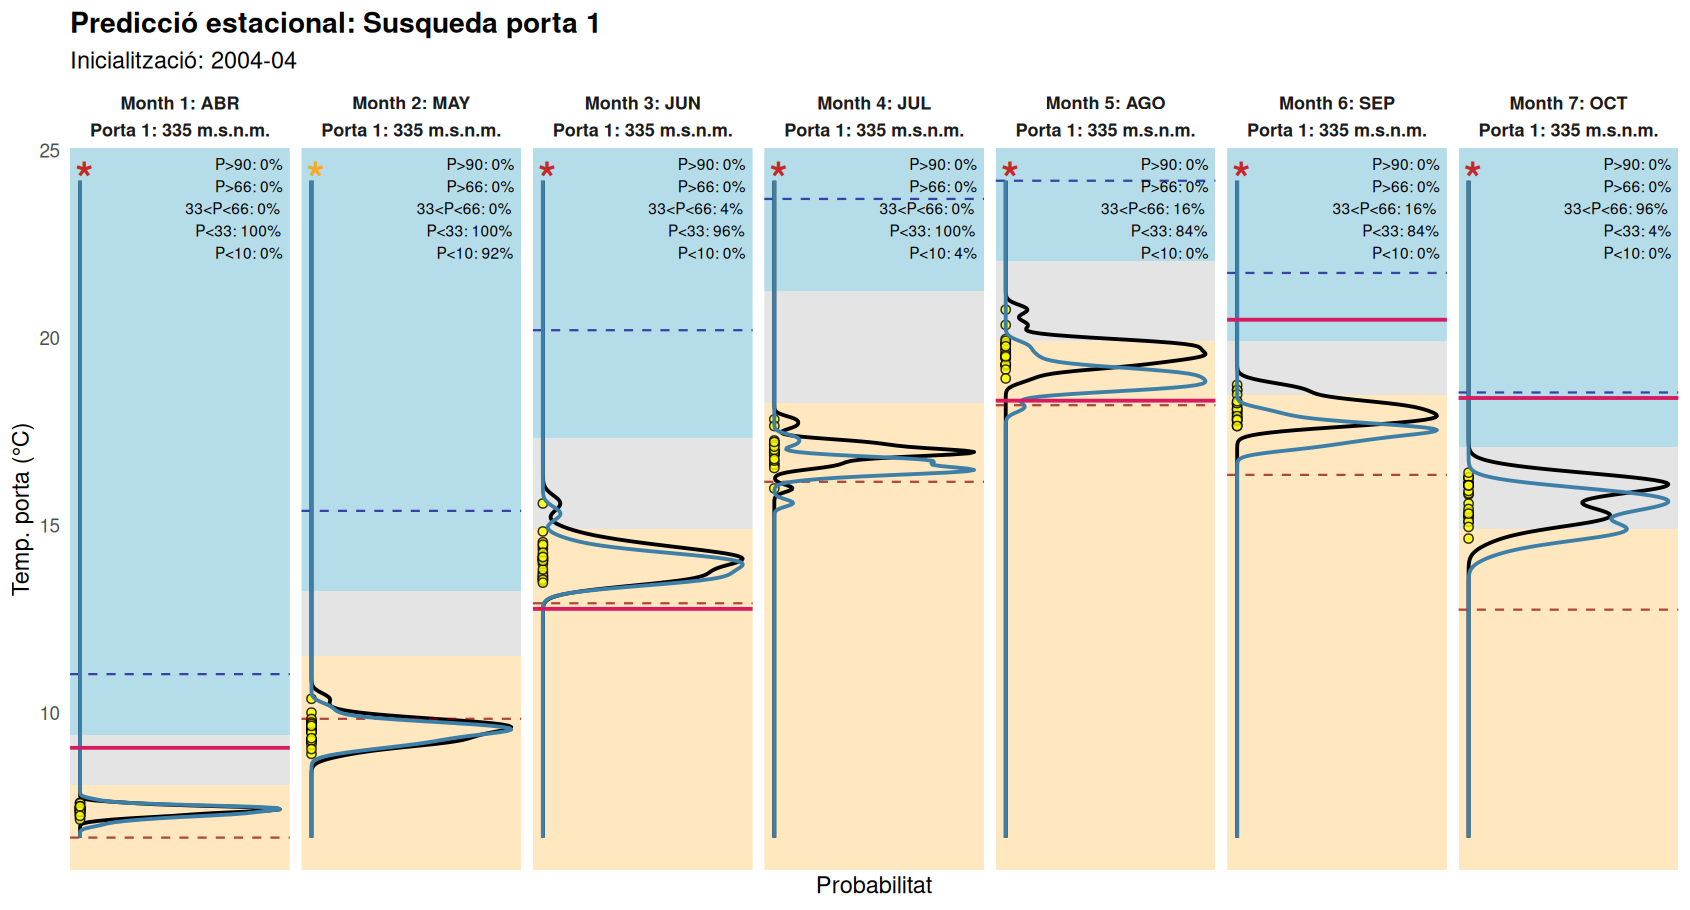 Predicció estacional: Susqueda porta 1
Inicialització: 2004-04
Month 1: ABR
Porta 1: 335 m.s.n.m.
Month 2: MAY
Porta 1: 335 m.s.n.m.
Month 3: JUN
Porta 1: 335 m.s.n.m.
Month 4: JUL
Porta 1: 335 m.s.n.m.
Month 5: AGO
Porta 1: 335 m.s.n.m.
Month 6: SEP
Porta 1: 335 m.s.n.m.
Month 7: OCT
Porta 1: 335 m.s.n.m.
Temp. porta (°C)
25
20
15
10
*
P>90: 0%
P>66: 0%
33<P<66: 0%
P<33: 100%
P<10: 0%
*
P>90: 0%
P>66: 0%
33<P<66: 0%
P<33: 100%
P<10: 92%
*
P>90: 0%
P>66: 0%
33<P<66: 4%
P<33: 96%
P<10: 0%
*
P>90: 0%
P>66: 0%
33<P<66: 0%
P<33: 100%
P<10: 4%
*
P>90: 0%
P>66: 0%
33<P<66: 16%
P<33: 84%
P<10: 0%
*
P>90: 0%
P>66: 0%
33<P<66: 16%
P<33: 84%
P<10: 0%
*
P>90: 0%
P>66: 0%
33<P<66: 96%
P<33: 4%
P<10: 0%
Probabilitat